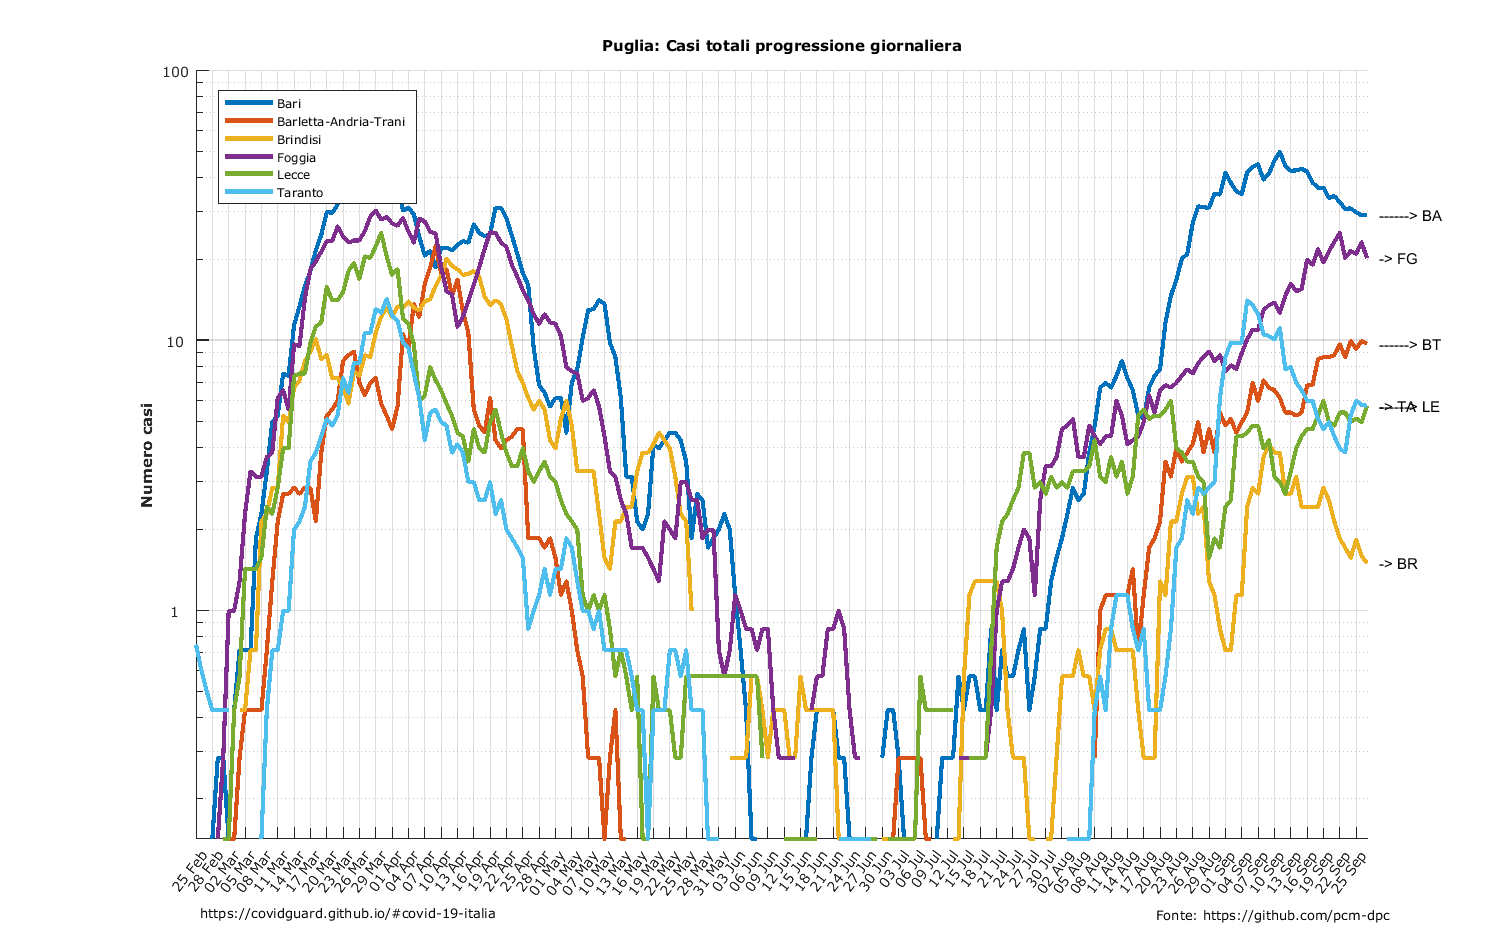 Puglia: Casi totali progressione giornaliera
100
10
1
Numero casi
Bari
Barletta-Andria-Trani
Brindisi
Foggia
Lecce
Taranto
------> BA
-> FG
------> BT
-> TA
------> LE
-> BR
25 Feb
28 Feb
02 Mar
05 Mar
08 Mar
11 Mar
14 Mar
17 Mar
20 Mar
23 Mar
26 Mar
29 Mar
01 Apr
04 Apr
07 Apr
10 Apr
13 Apr
16 Apr
19 Apr
22 Apr
25 Apr
28 Apr
01 May
04 May
07 May
10 May
13 May
16 May
19 May
22 May
25 May
28 May
31 May
03 Jun
06 Jun
09 Jun
12 Jun
15 Jun
18 Jun
21 Jun
24 Jun
27 Jun
30 Jun
03 Jul
06 Jul
09 Jul
12 Jul
15 Jul
18 Jul
21 Jul
24 Jul
27 Jul
30 Jul
02 Aug
05 Aug
08 Aug
11 Aug
14 Aug
17 Aug
20 Aug
23 Aug
26 Aug
29 Aug
01 Sep
04 Sep
07 Sep
10 Sep
13 Sep
16 Sep
19 Sep
22 Sep
25 Sep
https://covidguard.github.io/#covid-19-italia
Fonte: https://github.com/pcm-dpc